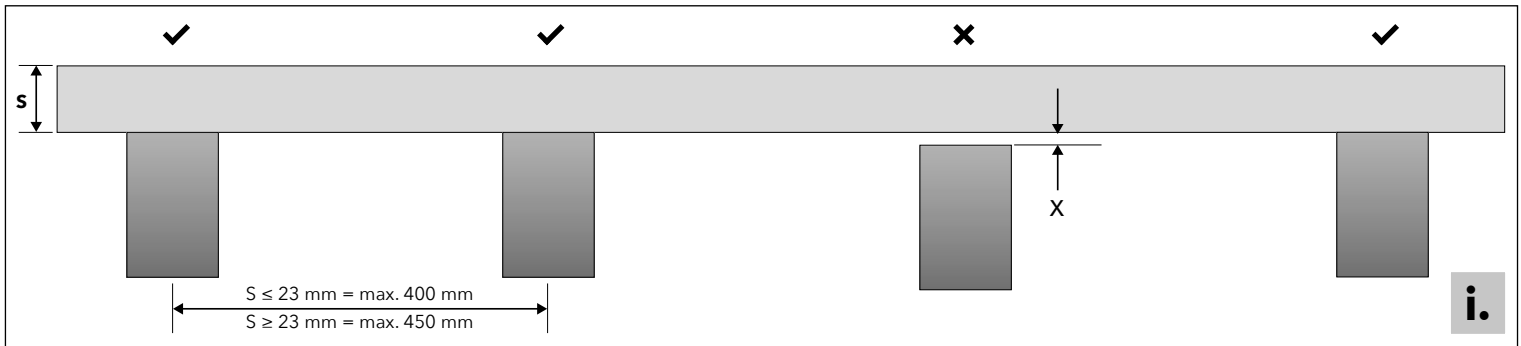 s
X
S ≤ 23 mm = max. 400 mm
S ≥ 23 mm = max. 450 mm
i.